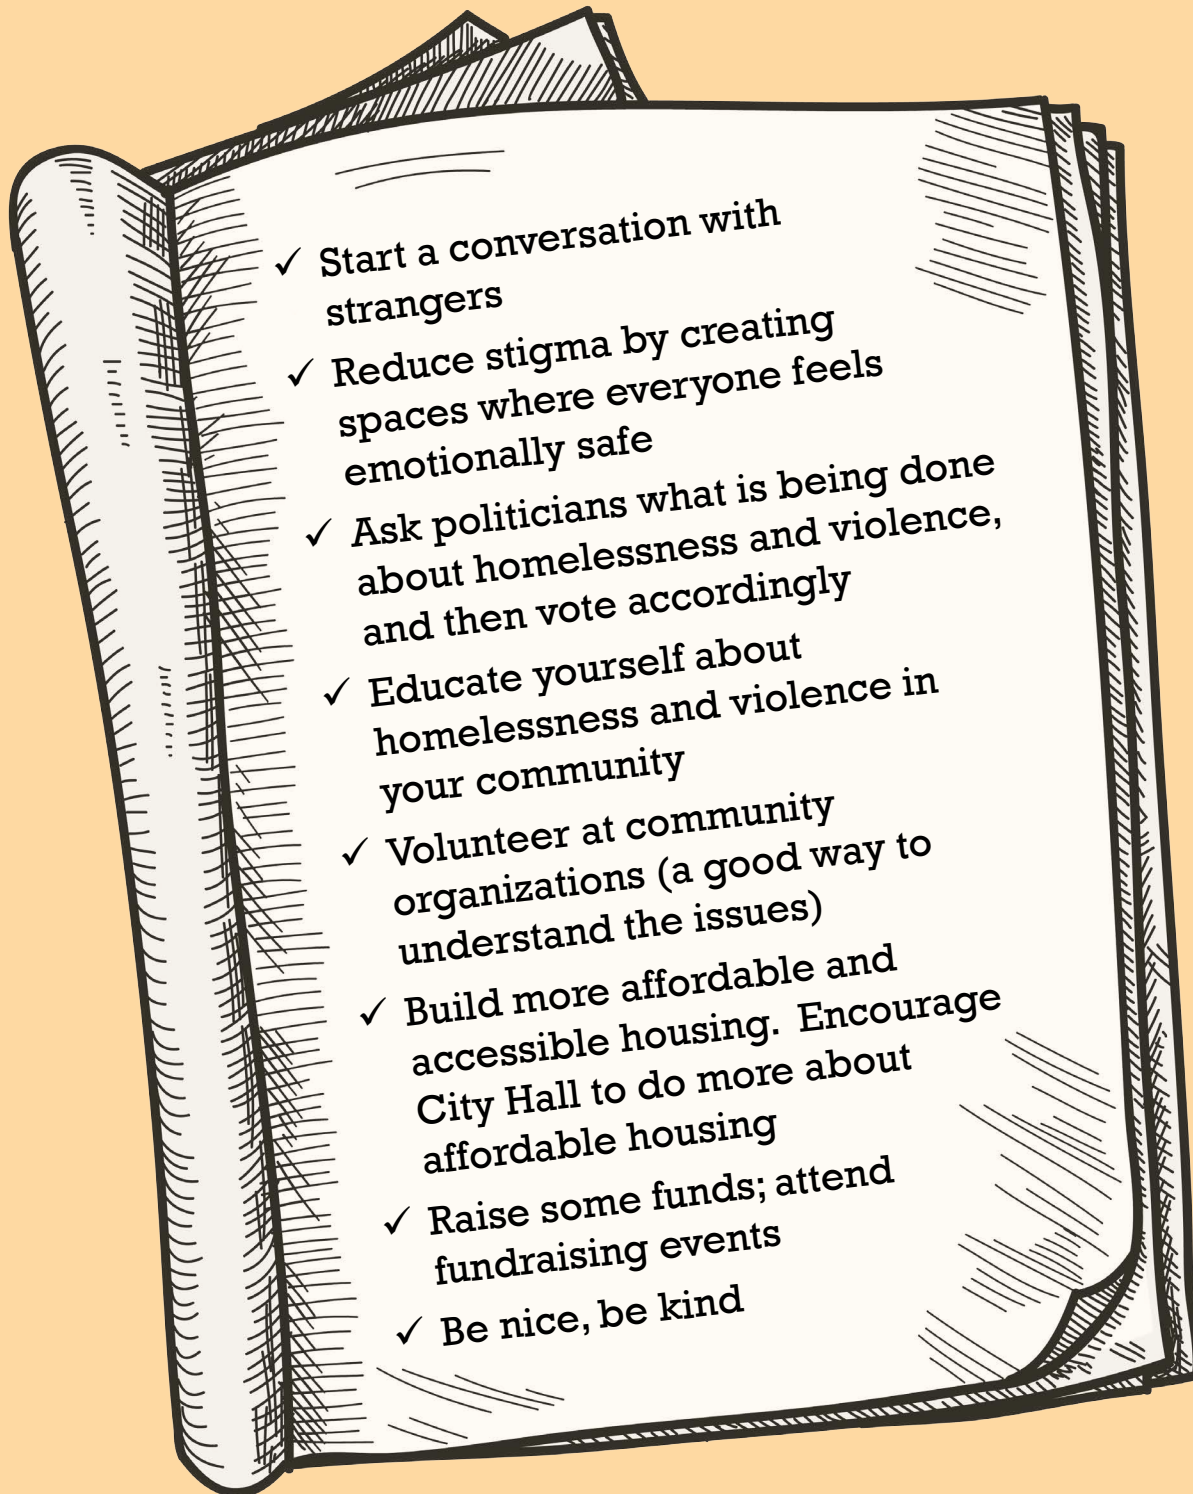 ✓ Start a conversation with
strangers
✓ Reduce stigma by creating
spaces where everyone feels
emotionally safe
✓ Ask politicians what is being done
about homelessness and violence,
and then vote accordingly
✓ Educate yourself about
homelessness and violence in
your community
✓ Volunteer at community
organizations (a good way to
understand the issues)
✓ Build more affordable and
accessible housing.  Encourage
City Hall to do more about
affordable housing
✓ Raise some funds; attend
fundraising events
✓ Be nice, be kind